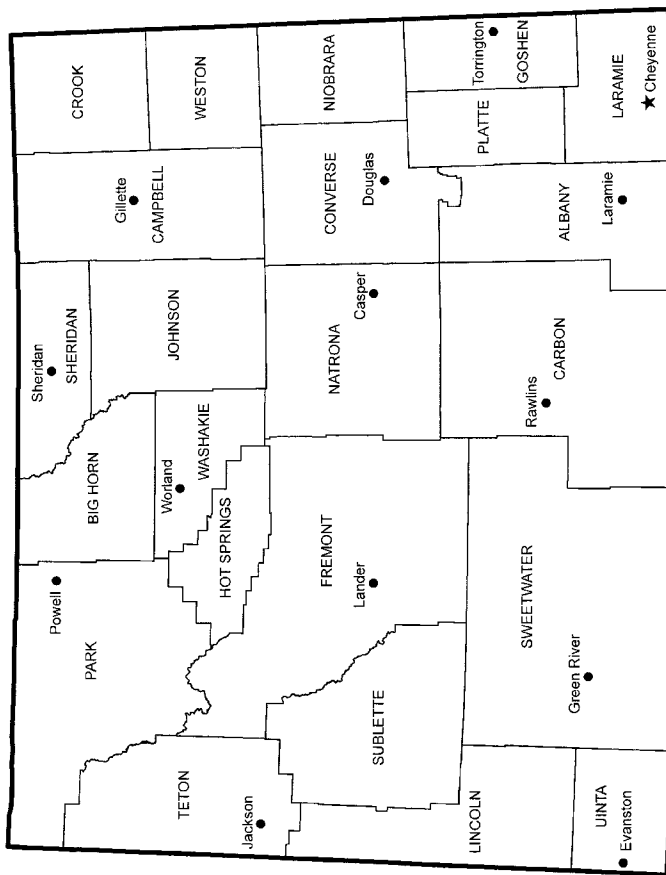 TETON
Jackson
PARK
Powell
BIG HORN
Sheridan
SHERIDAN
Gillette
CAMPBELL
CROOK
WESTON
JOHNSON
Worland
WASHAKIE
HOT SPRINGS
FREMONT
Lander
SUBLETTE
NATRONA
Casper
CONVERSE
Douglas
NIOBRARA
LINCOLN
UINTA
Evanston
SWEETWATER
Green River
CARBON
Rawlins
ALBANY
Laramie
PLATTE
Torrington
GOSHEN
LARAMIE
Cheyenne